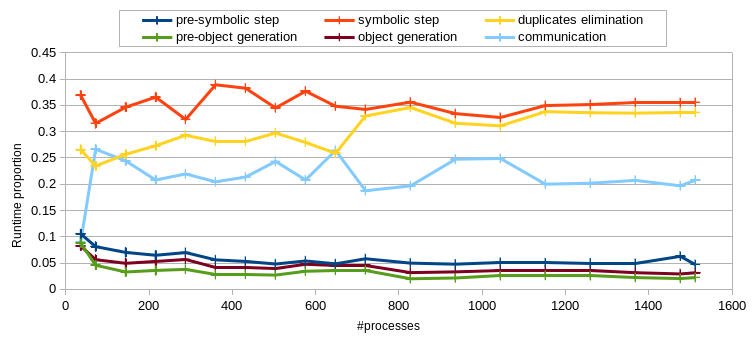 pre-symbolic step symbolic step duplicates elimination
pre-object generation object generation communication
0.45
0.4
0.35
0.3
0.25
0.2
0.15
0.1
0.05
0
Runtime proportion
0 200 400 600 800 1000 1200 1400 1600
#processes